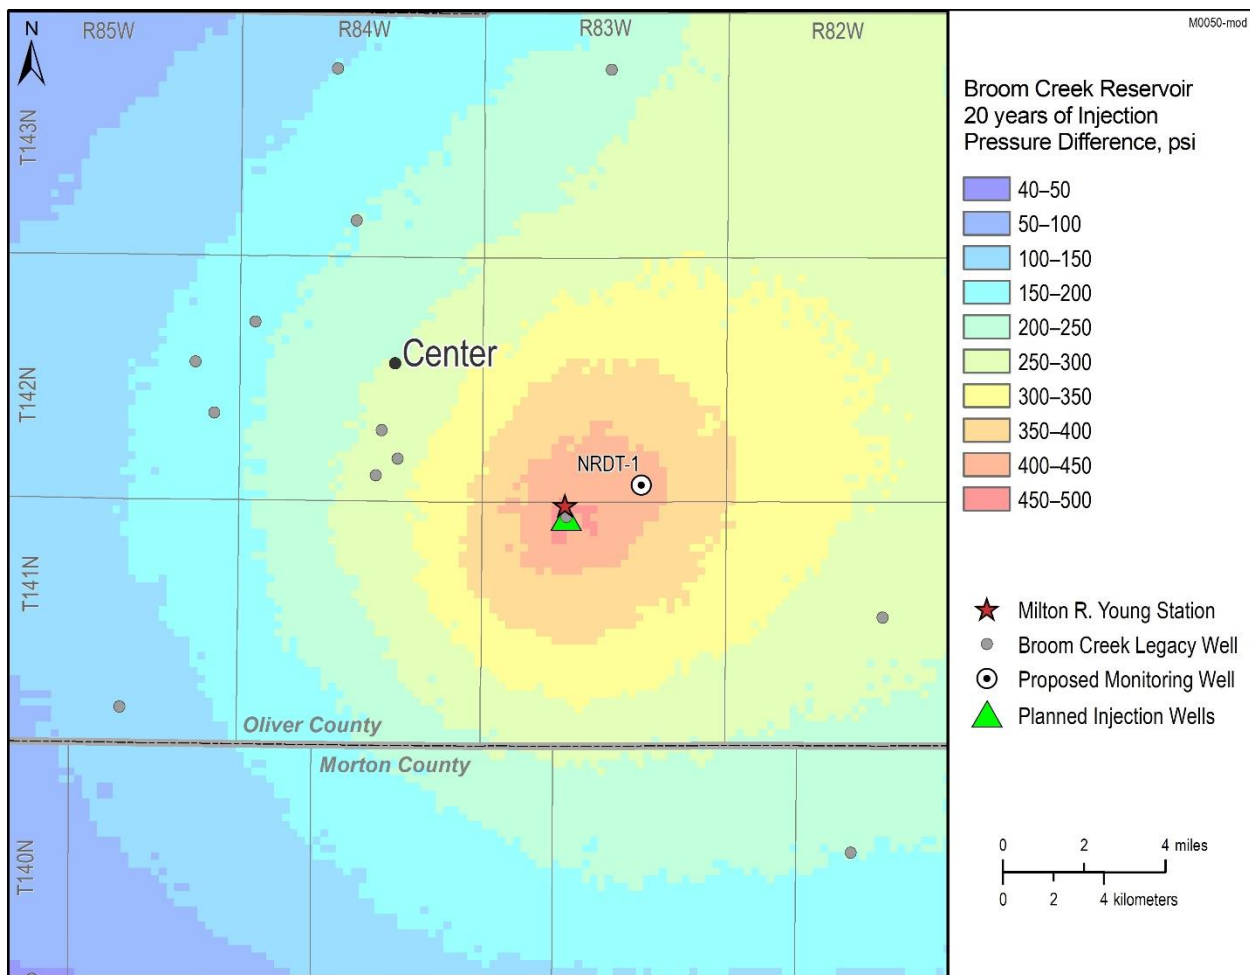 M0050-mod
N
R85W
R84W
R83W
R82W
T143N
T142N
T141N
T140N
Center
NRDT-1
Oliver County
Morton County
Broom Creek Reservoir
20 years of Injection
Pressure Difference, psi
40–50
50–100
100–150
150–200
200–250
250–300
300–350
350–400
400–450
450–500
Milton R. Young Station
Broom Creek Legacy Well
Proposed Monitoring Well
Planned Injection Wells
0 2 4 miles
0 2 4 kilometers